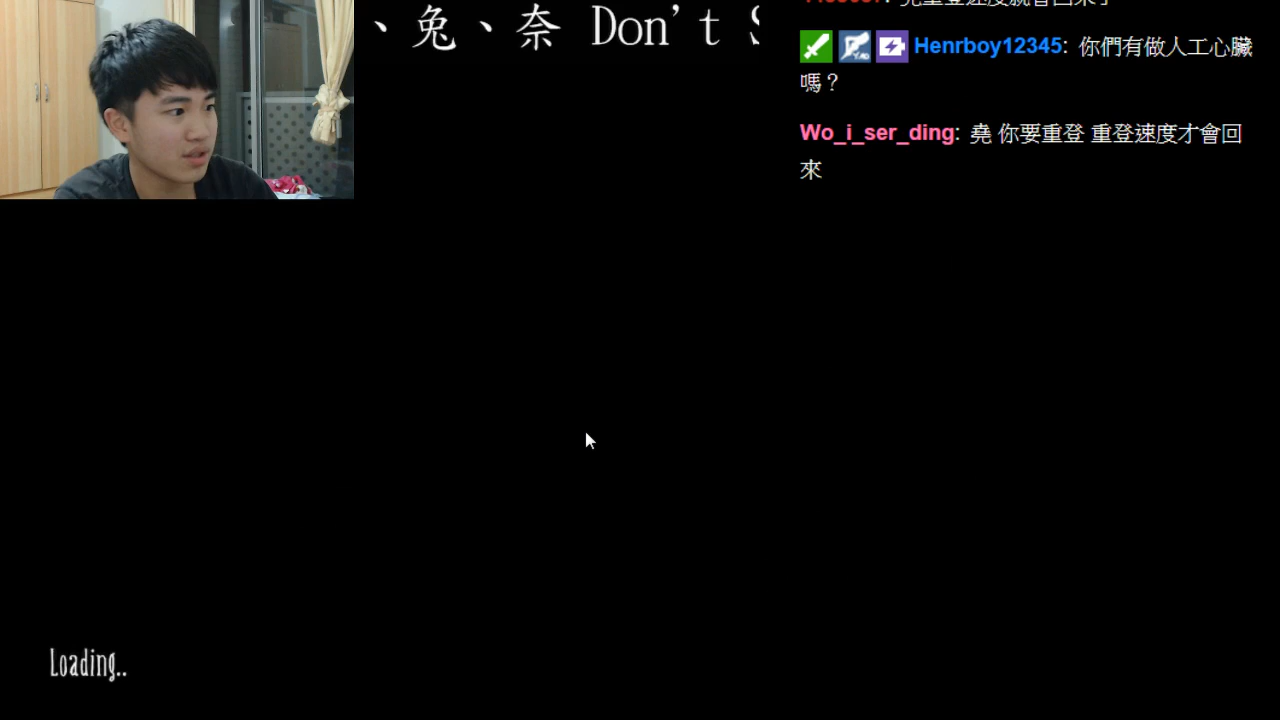 、兔、奈 Don't
Henrboy12345: 你們有做人工心臟
嗎？
Wo_i_ser_ding: 堯 你要重登 重登速度才會回
來
Loading..